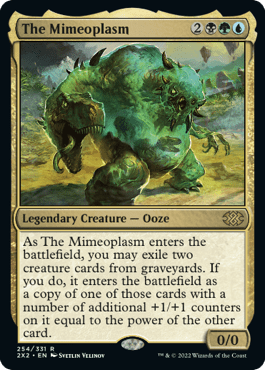 The Mimeoplasm 2
Legendary Creature — Ooze
As The Mimeoplasm enters the
battlefield, you may exile two
creature cards from graveyards. If
you do, it enters the battlefield as
a copy of one of those cards with a
number of additional +1/+1 counters
on it equal to the power of the other
card.
0/0
254/331 R
2X2 • EN SVETLIN VELINOV
™ & © 2022 Wizards of the Coast